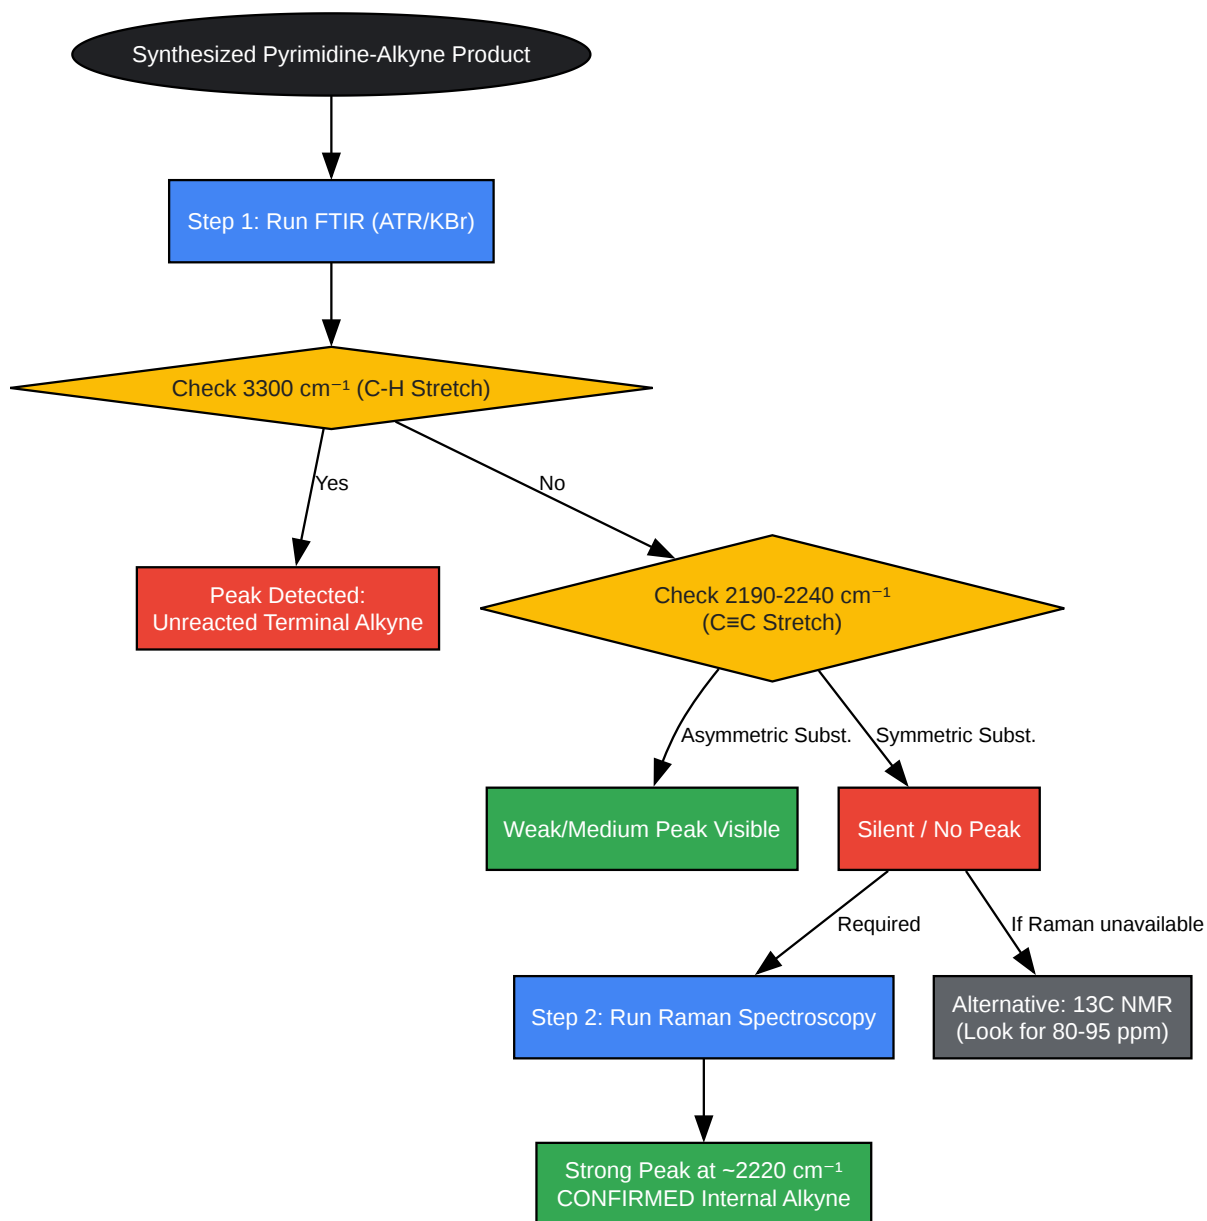 Synthesized Pyrimidine-Alkyne Product
Step 1: Run FTIR (ATR/KBr)
Check 3300 cm⁻¹ (C-H Stretch)
Yes
No
Peak Detected:
Unreacted Terminal Alkyne
Check 2190-2240 cm⁻¹
(C≡C Stretch)
Asymmetric Subst.
Symmetric Subst.
Weak/Medium Peak Visible
Silent / No Peak
Required
If Raman unavailable
Step 2: Run Raman Spectroscopy
Alternative: 13C NMR
(Look for 80-95 ppm)
Strong Peak at ~2220 cm⁻¹
CONFIRMED Internal Alkyne